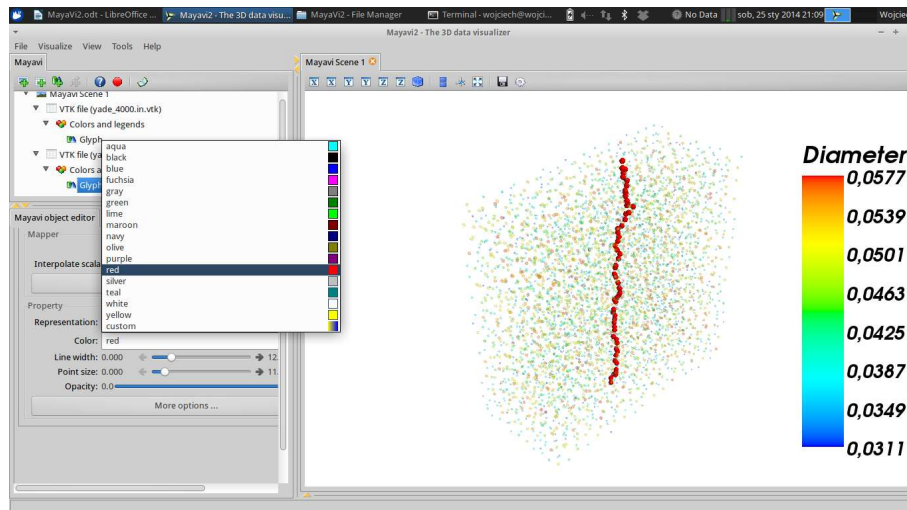 MayaVi2.odt - LibreOffice ...
Mayavi2 - The 3D data visu...
MayaVi2 - File Manager
Terminal - wojciech@wojci...
No Data
sob, 25 sty 2014 21:09
Mayavi2 - The 3D data visualizer
File Visualize View Tools Help
Mayavi
Mayavi Scene 1
VTK file (yade_4000.in.vtk)
Colors and legends
Glyph
VTK file (ya
Colors a
Glyph
aqua
black
blue
fuchsia
gray
green
lime
maroon
navy
olive
purple
red
silver
teal
white
yellow
custom
Mayavi object editor
Mapper
Interpolate scala
Property
Representation:
Color: red
Line width: 0.000 12.
Point size: 0.000 11.
Opacity: 0.0
More options ...
Mayavi Scene 1
X X Y Y Z Z
Diameter
0,0577
0,0539
0,0501
0,0463
0,0425
0,0387
0,0349
0,0311